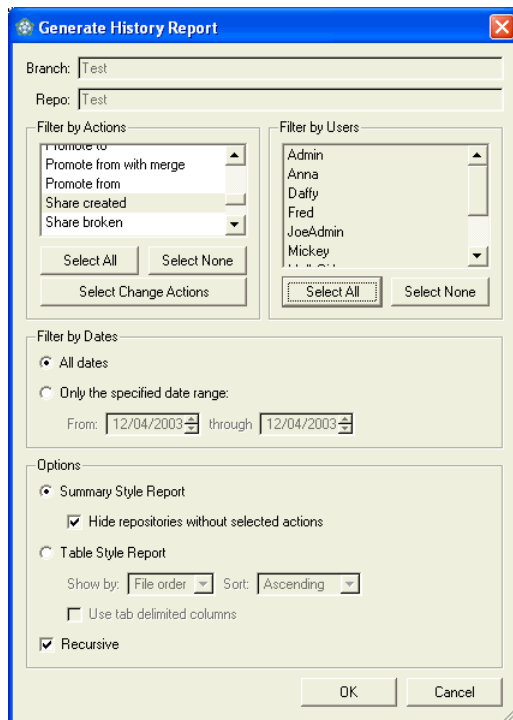 Generate History Report
Branch: Test
Repo: Test
Filter by Actions
Promote to
Promote from with merge
Promote from
Share created
Share broken
Select All Select None
Select Change Actions
Filter by Users
Admin
Anna
Daffy
Fred
JoeAdmin
Mickey
Select All Select None
Filter by Dates
All dates
Only the specified date range:
From: 12/04/2003 through 12/04/2003
Options
Summary Style Report
Hide repositories without selected actions
Table Style Report
Show by: File order Sort: Ascending
Use tab delimited columns
Recursive
OK Cancel